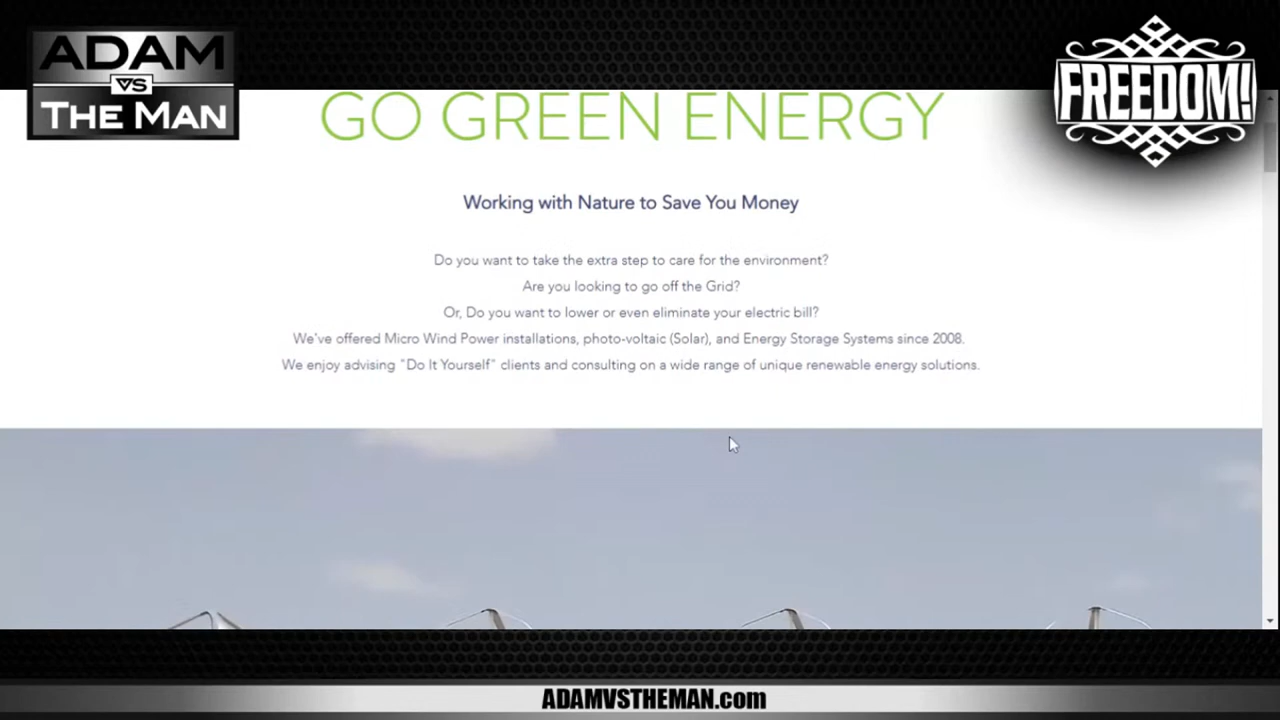 ADAM
VS
THE MAN
FREEDOM!
GO GREEN ENERGY
Working with Nature to Save You Money
Do you want to take the extra step to care for the environment?
Are you looking to go off the Grid?
Or, Do you want to lower or even eliminate your electric bill?
We've offered Micro Wind Power installations, photo-voltaic (Solar), and Energy Storage Systems since 2008.
We enjoy advising "Do It Yourself" clients and consulting on a wide range of unique renewable energy solutions.
ADAMVSTHEMAN.com